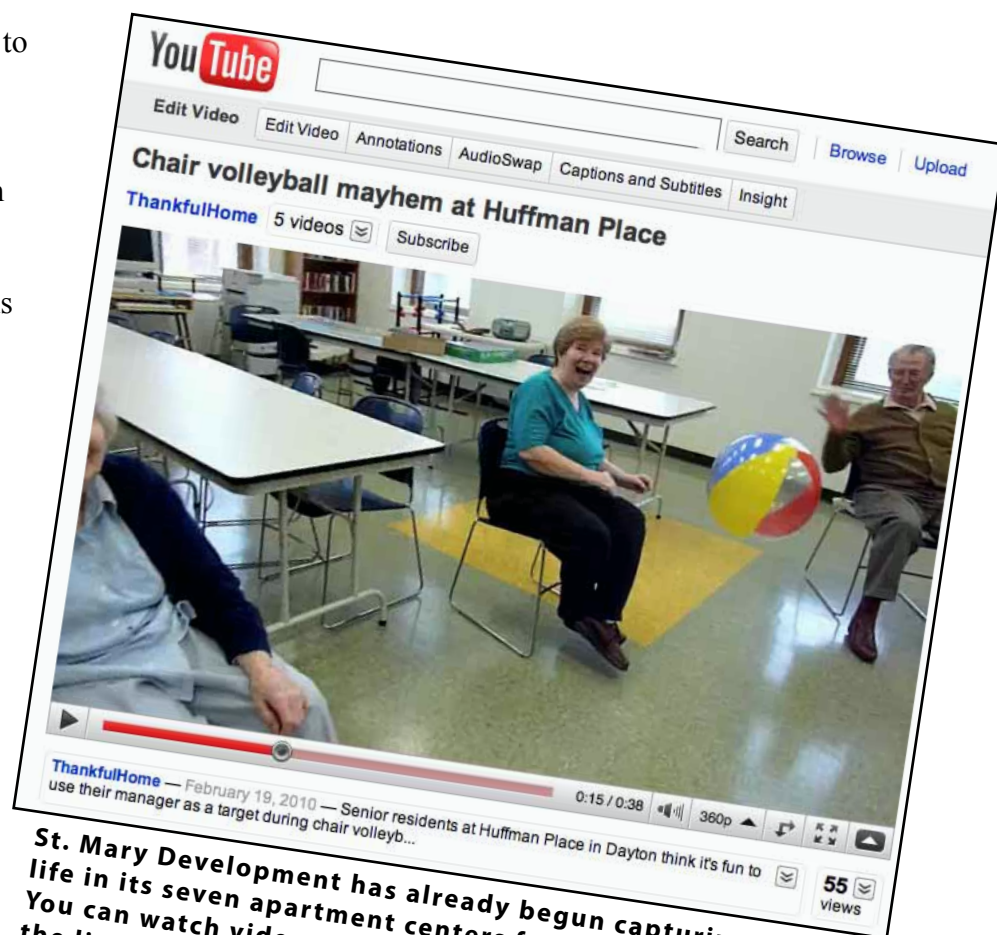 to
s
YouTube
Search
Browse
Upload
Edit Video
Edit Video
Annotations
AudioSwap
Captions and Subtitles
Insight
Chair volleyball mayhem at Huffman Place
ThankfulHome
5 videos
Subscribe
0:15 / 0:38
360p
ThankfulHome — February 19, 2010 — Senior residents at Huffman Place in Dayton think it's fun to
use their manager as a target during chair volleyb...
55
views
St. Mary Development has already begun
life in its seven apartment centers
You can watch